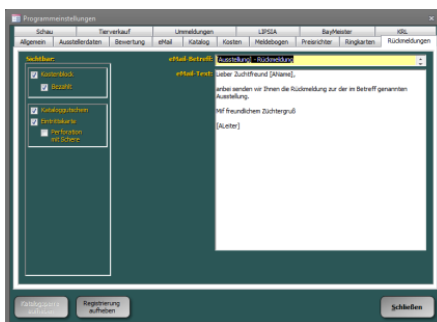 Programmeinstellungen
Schau Tierverkauf Ummeldungen LIPSIA BayMeister KRL
Allgemein Ausstellerdaten Bewertung eMail Katalog Kosten Meldebogen Preisrichter Ringkarten Rückmeldungen
Sichtbar:
Kostenblock
Bezahlt
Kataloggutschein
Eintrittskarte
Perforation
mit Schere
eMail-Betreff: [Ausstellung] - Rückmeldung
eMail-Text: Lieber Zuchtfreund [AName],
anbei senden wir Ihnen die Rückmeldung zur der im Betreff genannten
Ausstellung.
Mif freundlichem Züchtergruß
[ALeiter]
Registrierung
aufheben
Schließen